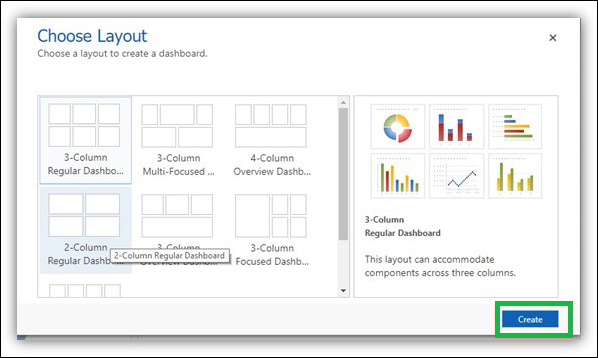 Choose Layout
Choose a layout to create a dashboard.
3-Column
Regular Dashbo...
3-Column
Multi-Focused ...
4-Column
Overview Dashb...
2-Column
Regular Dashb...
2-Column Regular Dashboard
3-Column
Overview Dashb...
3-Column
Focused Dashb...
3-Column
Regular Dashboard
This layout can accommodate
components across three columns.
Create